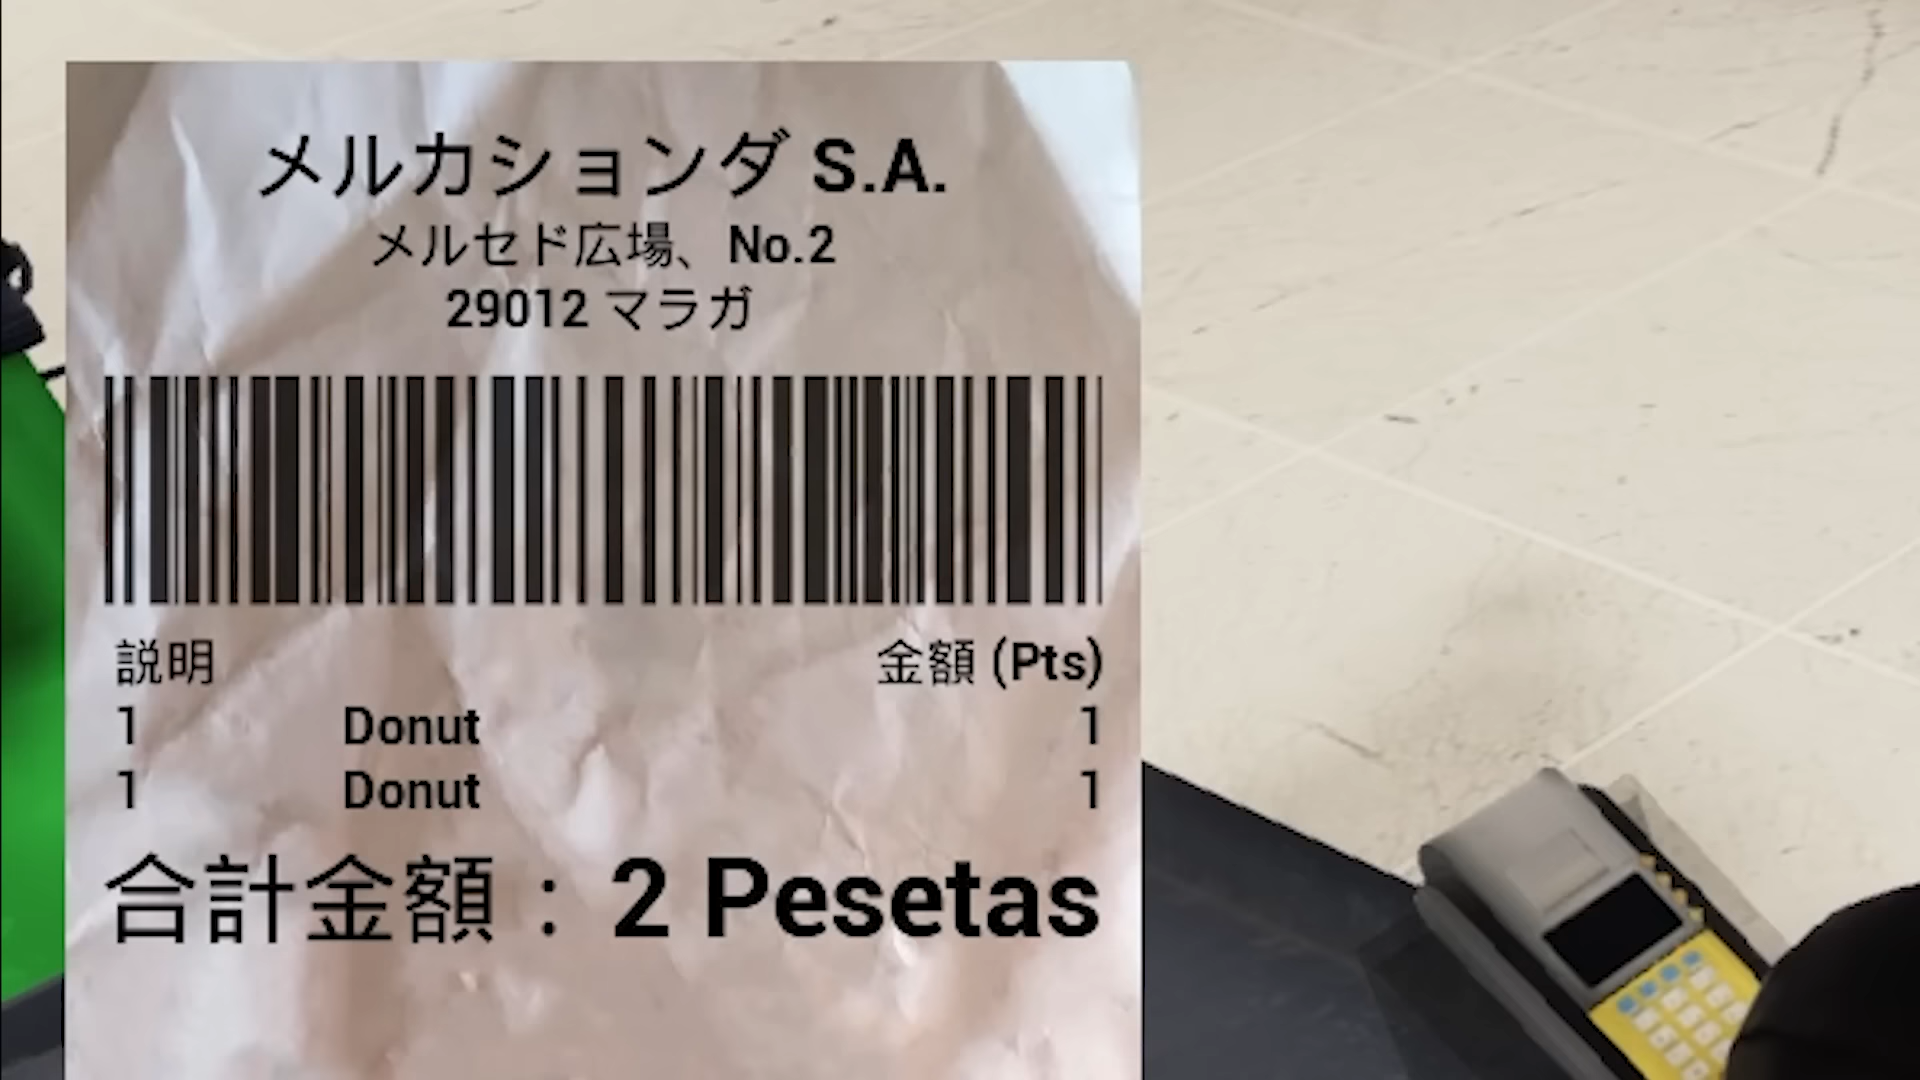 メルカションダ S.A.
メルセド広場、No.2
29012 マラガ
説明 金額 (Pts)
1 Donut 1
1 Donut 1
合計金額：2 Pesetas